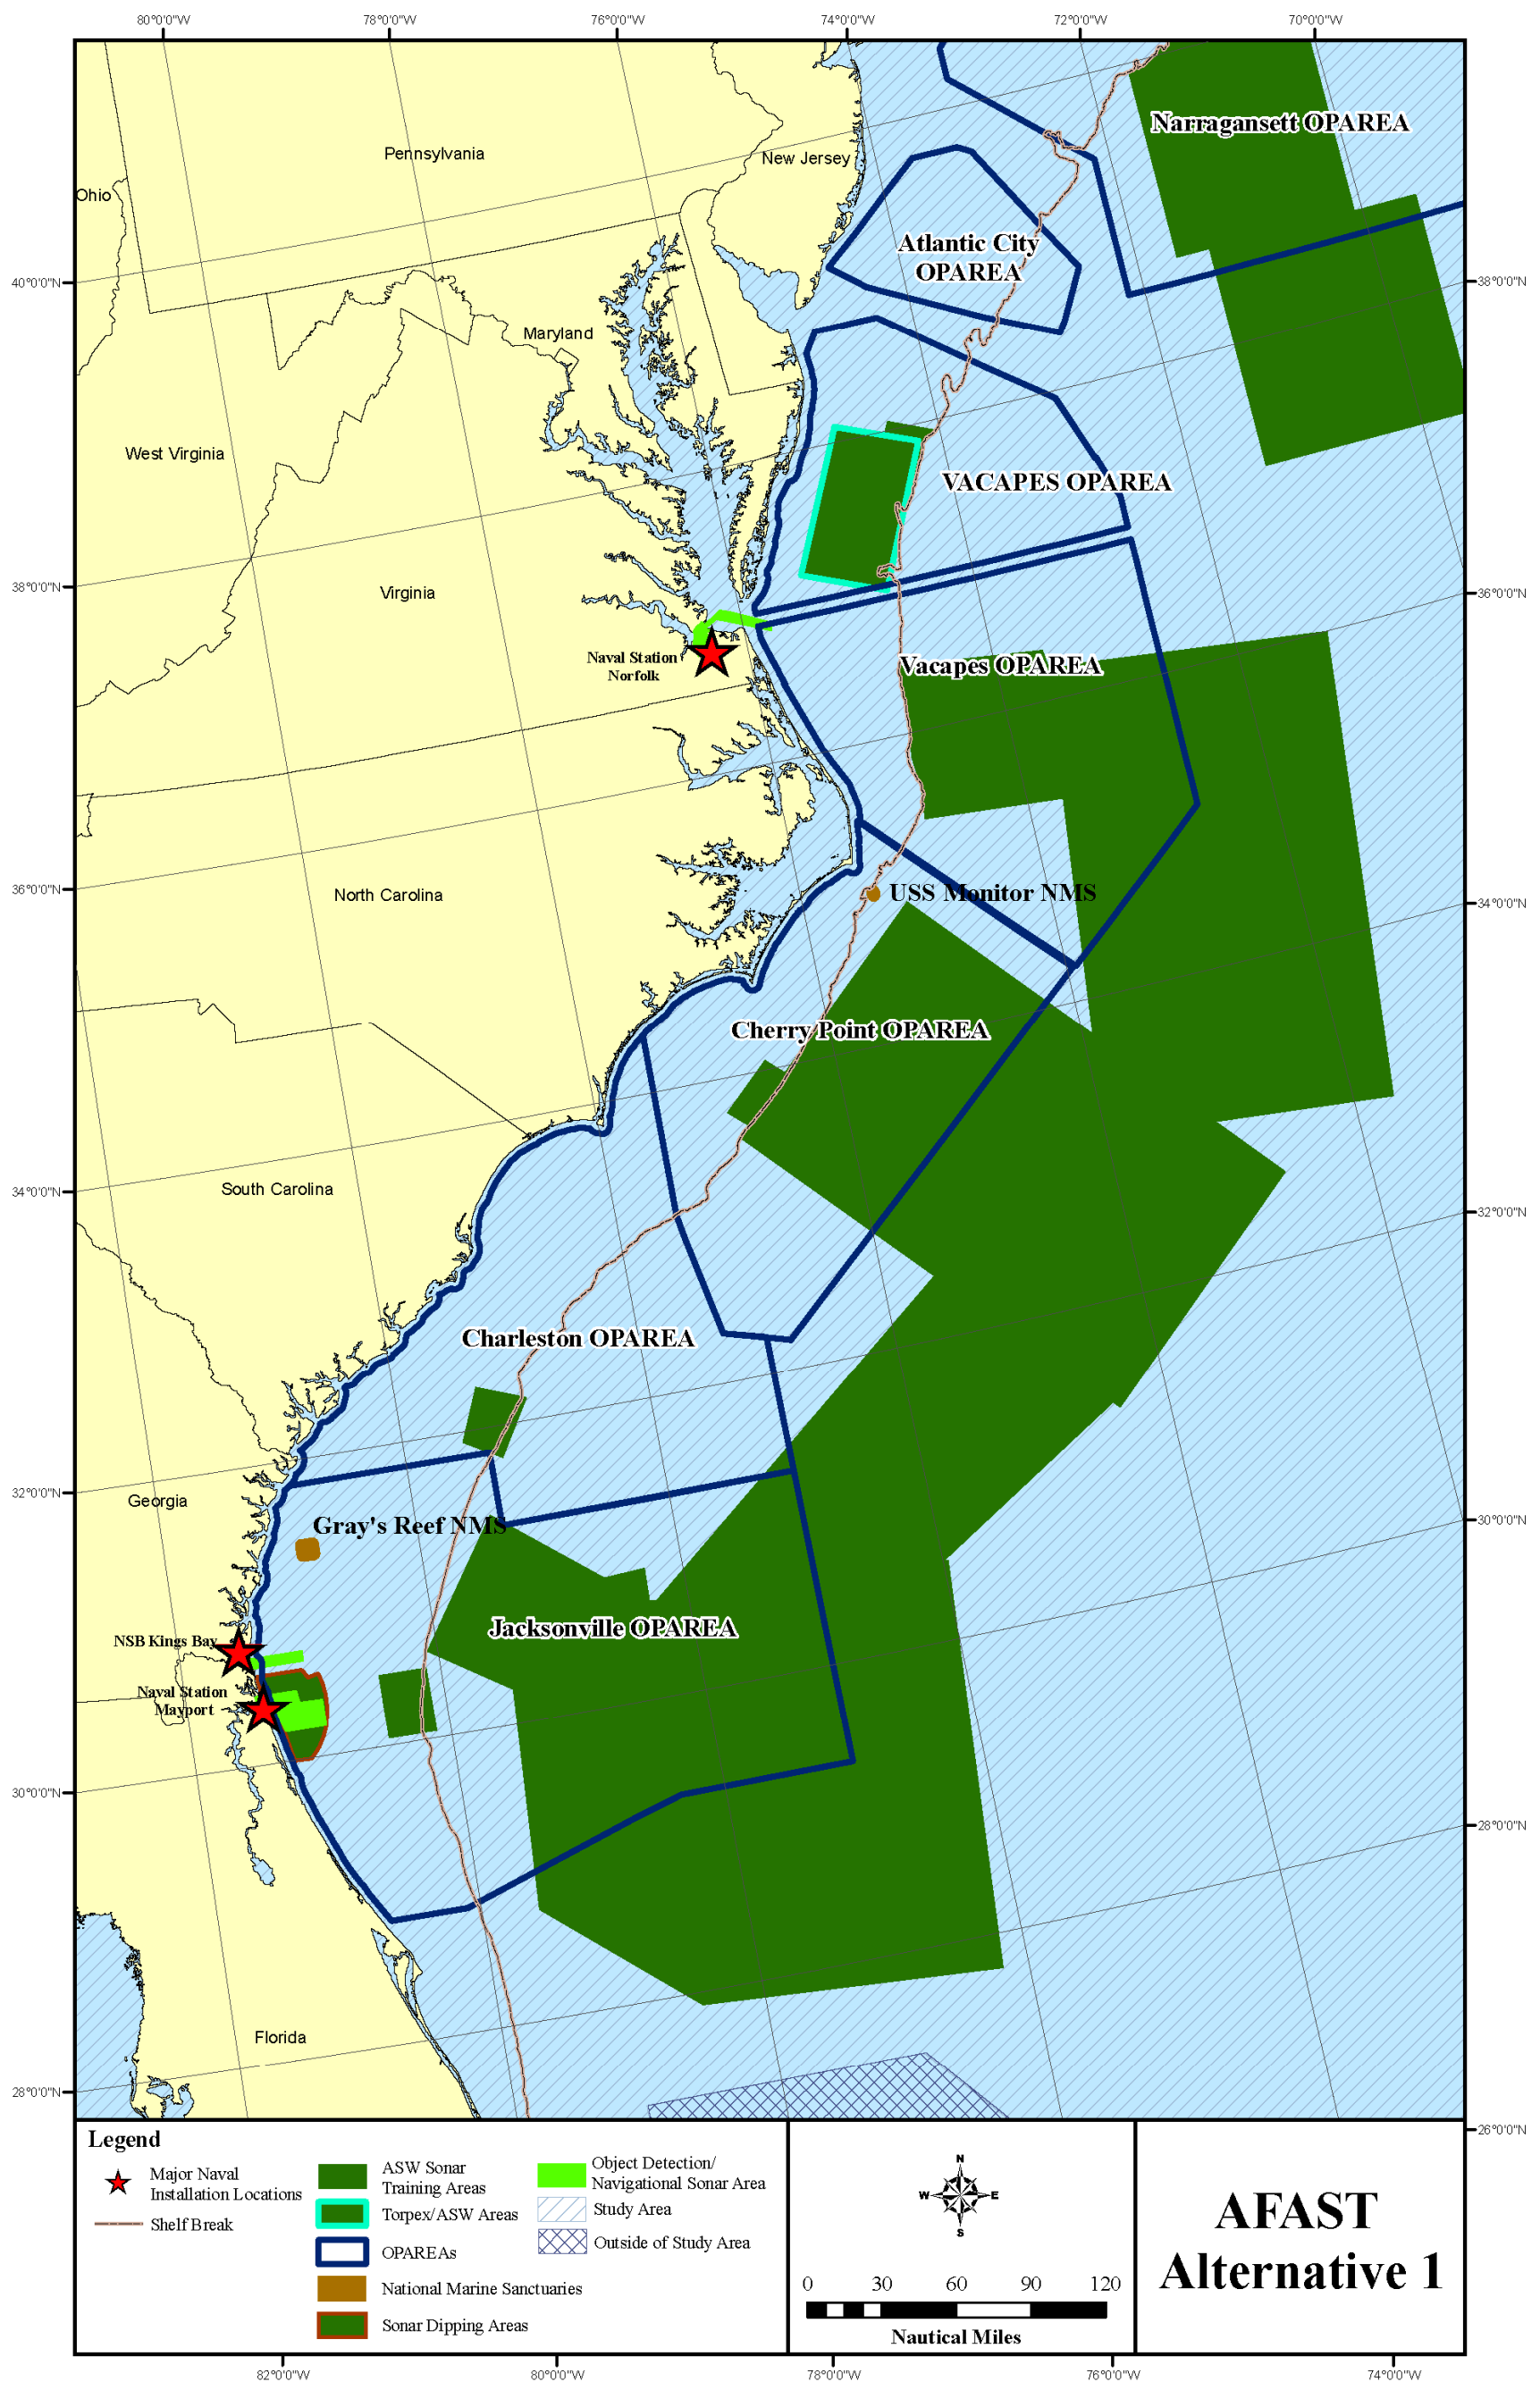 80°0'0"W
78°0'0"W
76°0'0"W
74°0'0"W
72°0'0"W
70°0'0"W
Narragansett OPAREA
Pennsylvania
New Jersey
Ohio
Atlantic City
OPAREA
40°0'0"N
38°0'0"N
Maryland
West Virginia
VACAPES OPAREA
38°0'0"N
36°0'0"N
Virginia
Naval Station
Norfolk
Vacapes OPAREA
36°0'0"N
North Carolina
USS Monitor NMS
34°0'0"N
Cherry Point OPAREA
34°0'0"N
South Carolina
32°0'0"N
Charleston OPAREA
32°0'0"N
Georgia
Gray's Reef NMS
30°0'0"N
Jacksonville OPAREA
NSB Kings Bay
Naval Station
Mayport
30°0'0"N
28°0'0"N
Florida
28°0'0"N
26°0'0"N
Legend
Major Naval
Installation Locations
Shelf Break
ASW Sonar
Training Areas
Torpex/ASW Areas
OPAREAs
National Marine Sanctuaries
Sonar Dipping Areas
Object Detection/
Navigational Sonar Area
Study Area
Outside of Study Area
N
W E
S
0 30 60 90 120
Nautical Miles
AFAST
Alternative 1
82°0'0"W
80°0'0"W
78°0'0"W
76°0'0"W
74°0'0"W